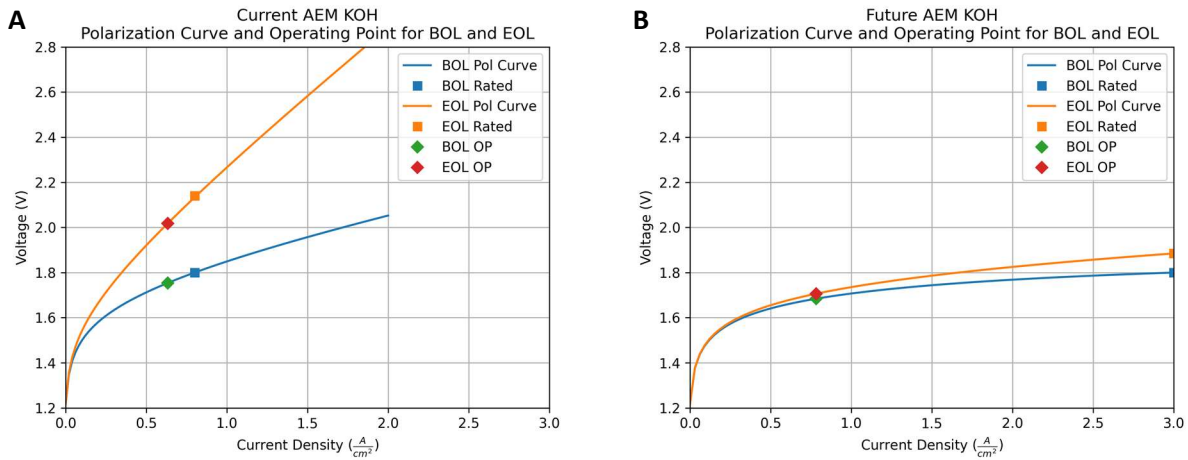 A
Current AEM KOH
Polarization Curve and Operating Point for BOL and EOL
2.8
2.6
2.4
2.2
2.0
1.8
1.6
1.4
1.2
Voltage (V)
BOL Pol Curve
BOL Rated
EOL Pol Curve
EOL Rated
BOL OP
EOL OP
0.0 0.5 1.0 1.5 2.0 2.5 3.0
Current Density (A/cm²)
B
Future AEM KOH
Polarization Curve and Operating Point for BOL and EOL
2.8
2.6
2.4
2.2
2.0
1.8
1.6
1.4
1.2
Voltage (V)
BOL Pol Curve
BOL Rated
EOL Pol Curve
EOL Rated
BOL OP
EOL OP
0.0 0.5 1.0 1.5 2.0 2.5 3.0
Current Density (A/cm²)